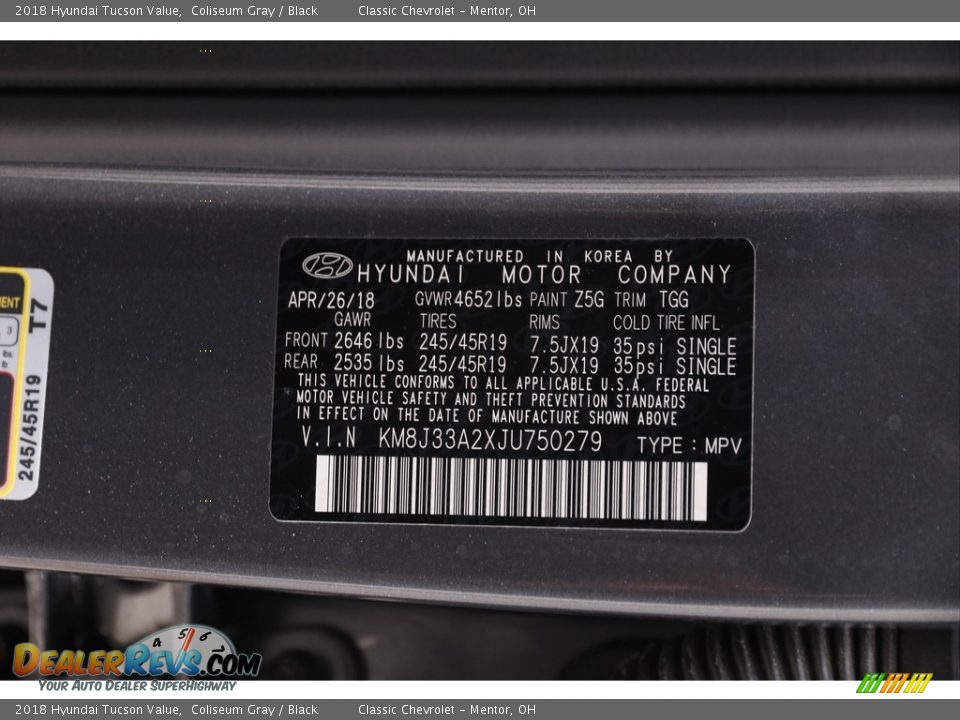 2018 Hyundai Tucson Value, Coliseum Gray / Black Classic Chevrolet - Mentor, OH
MANUFACTURED IN KOREA BY
HYUNDAI MOTOR COMPANY
APR/26/18 GVWR 4652 lbs PAINT Z5G TRIM TGG
GAWR TIRES RIMS COLD TIRE INFL
FRONT 2646 lbs 245/45R19 7.5JX19 35psi SINGLE
REAR 2535 lbs 245/45R19 7.5JX19 35psi SINGLE
THIS VEHICLE CONFORMS TO ALL APPLICABLE U.S.A. FEDERAL
MOTOR VEHICLE SAFETY AND THEFT PREVENTION STANDARDS
IN EFFECT ON THE DATE OF MANUFACTURE SHOWN ABOVE
V.I.N KM8J33A2XJU750279 TYPE : MPV
T7
245/45R19
3
lbs.
4 5 6
DEALERREVS.COM
YOUR AUTO DEALER SUPERHIGHWAY
2018 Hyundai Tucson Value, Coliseum Gray / Black Classic Chevrolet - Mentor, OH